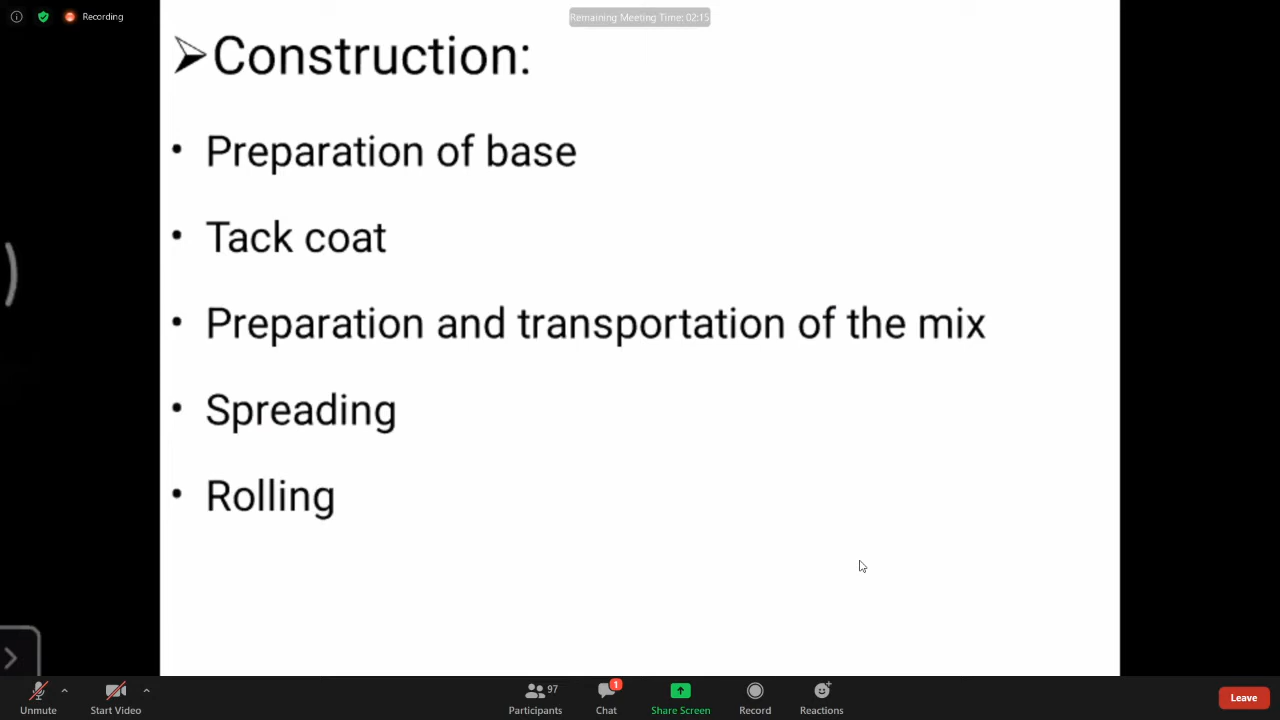 Recording
Remaining Meeting Time: 02:15
➢Construction:
• Preparation of base
• Tack coat
• Preparation and transportation of the mix
• Spreading
• Rolling
97
1
Unmute
Start Video
Participants
Chat
Share Screen
Record
Reactions
Leave